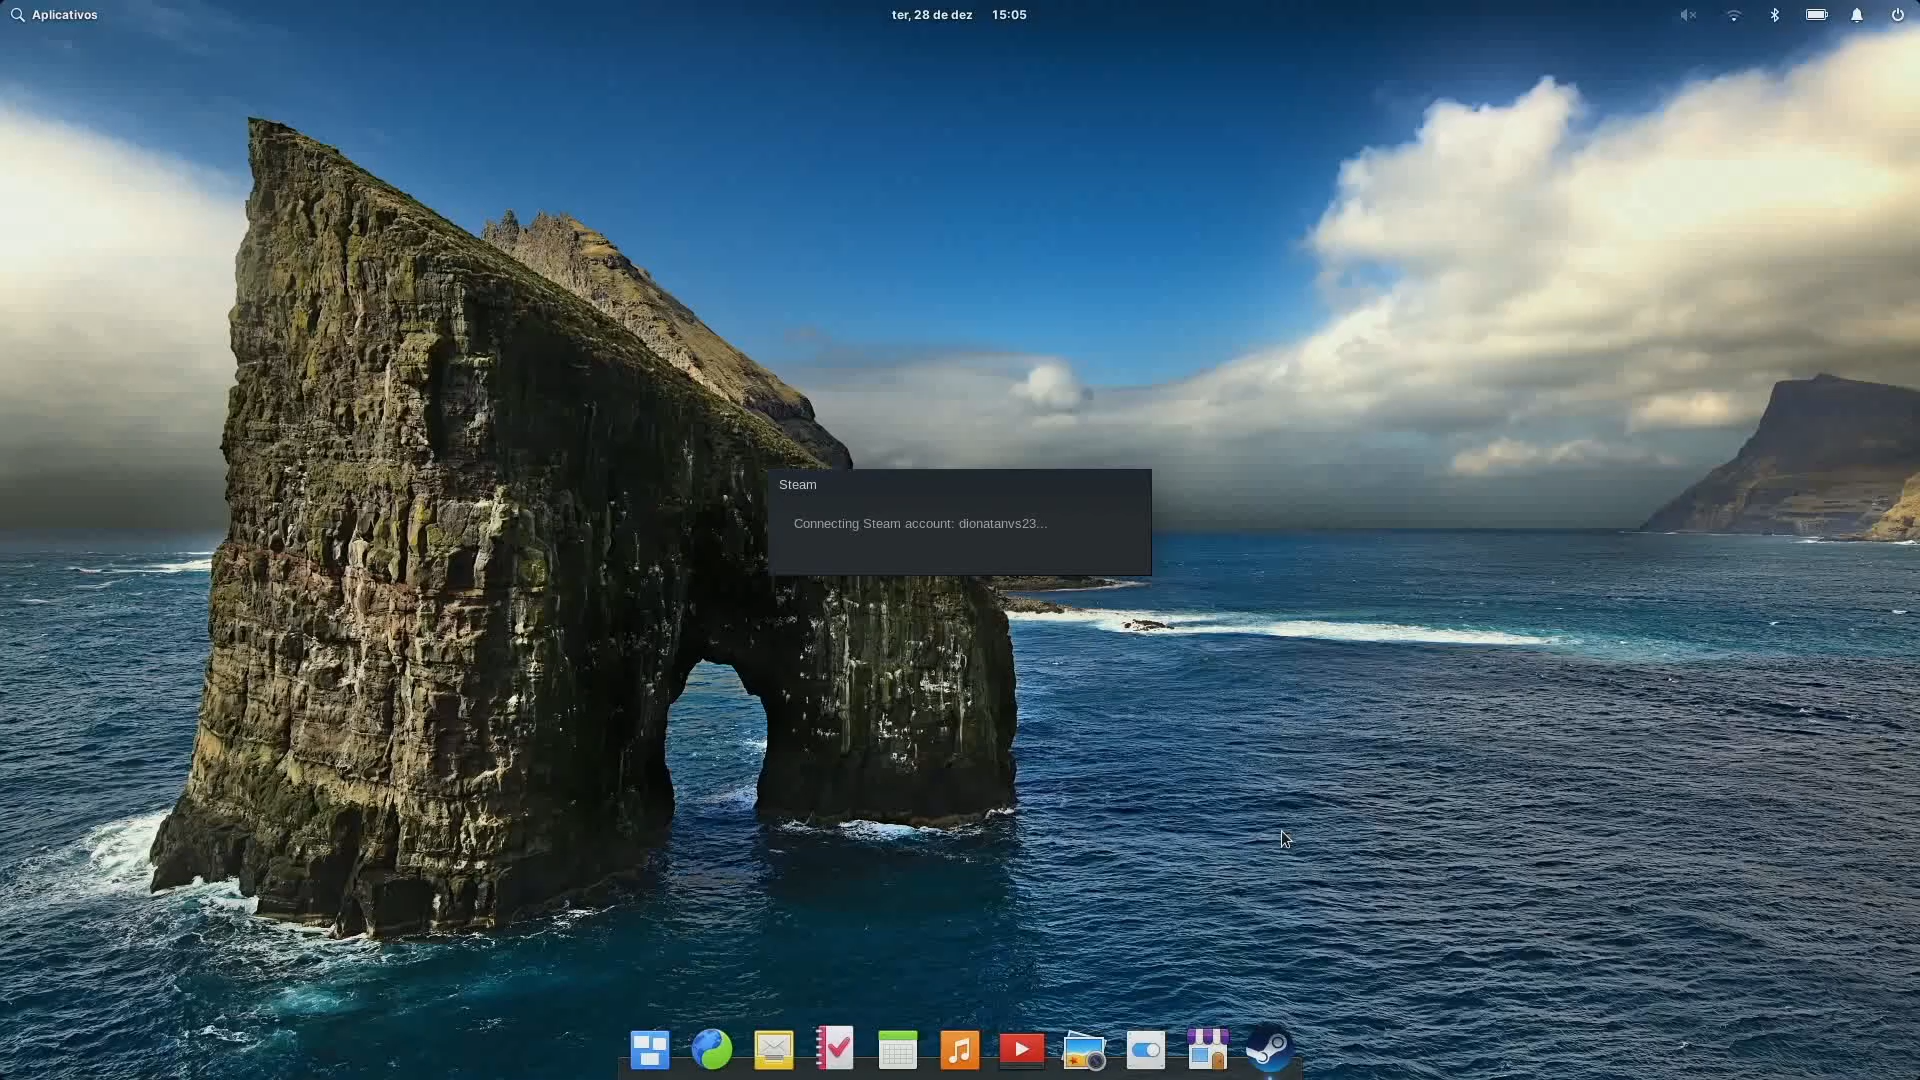 Aplicativos
ter, 28 de dez 15:05
Steam
Connecting Steam account: dionatanvs23...